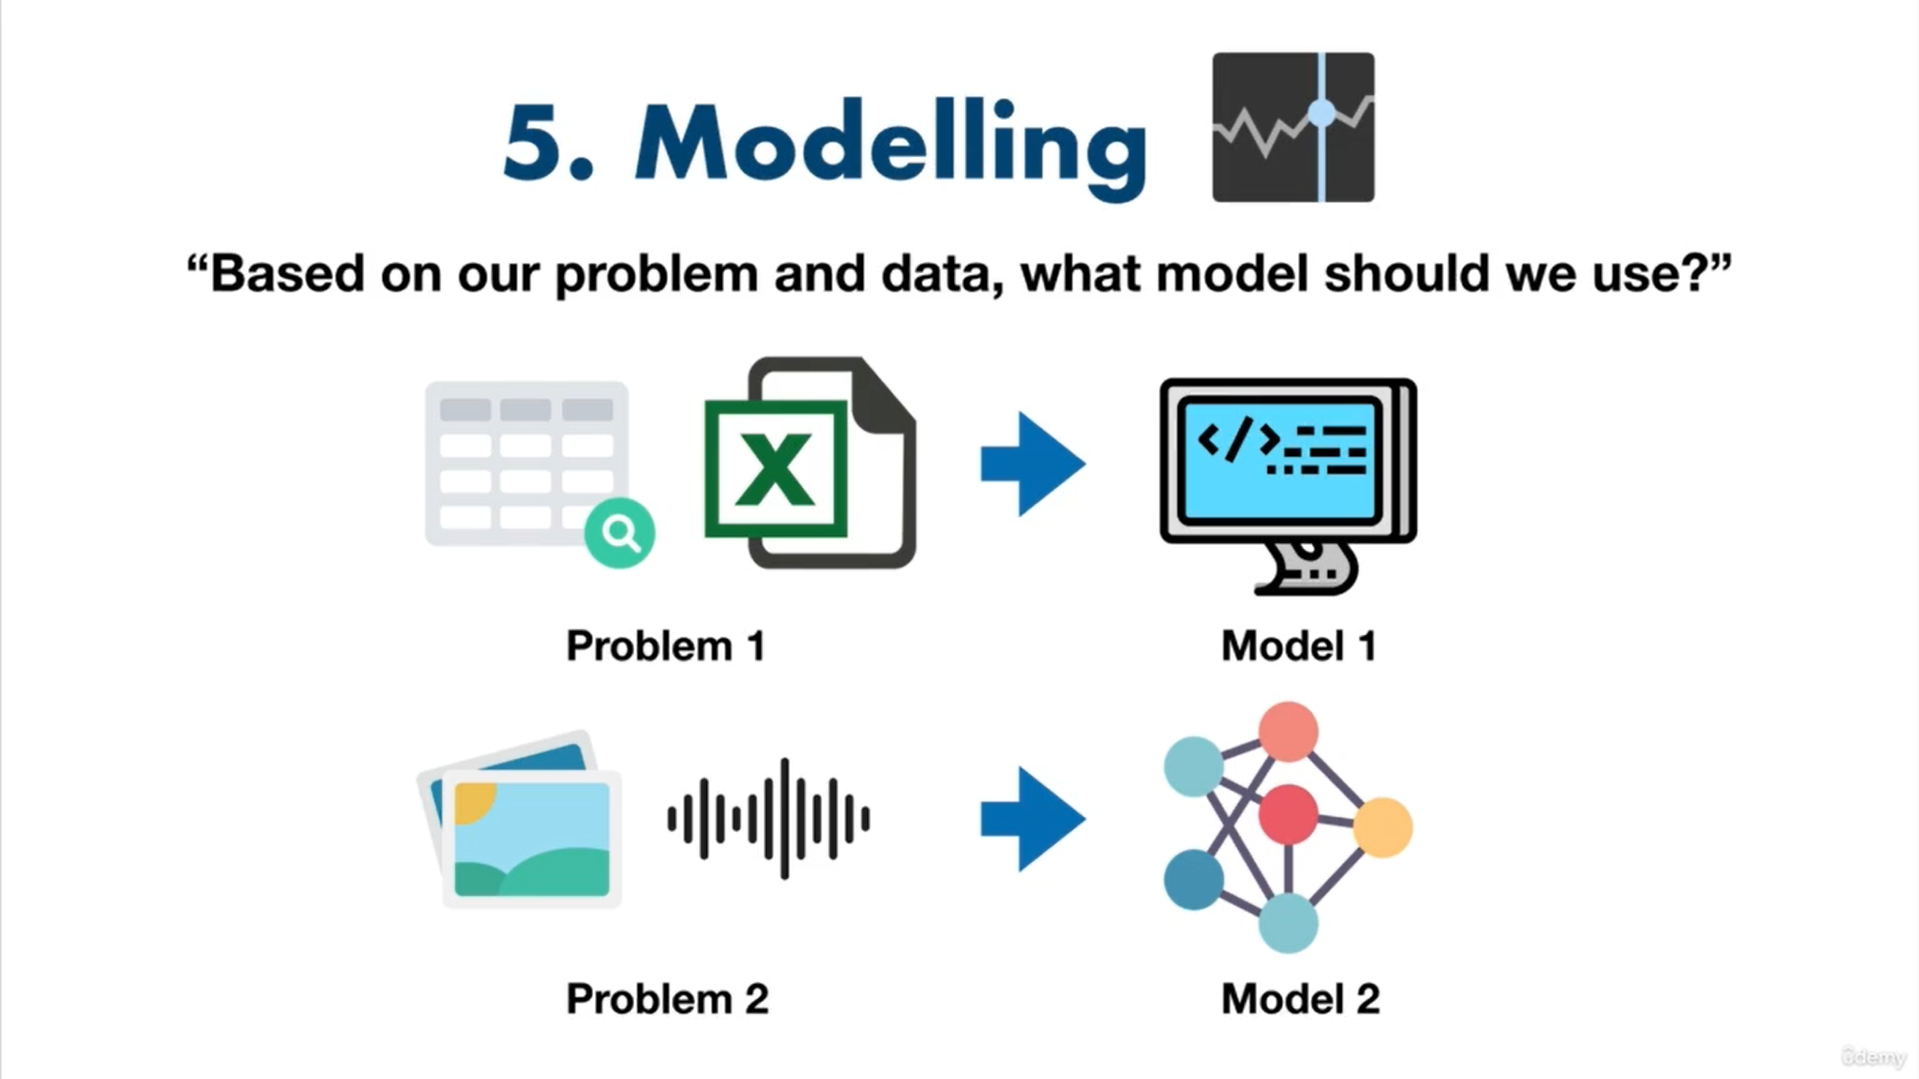 5. Modelling
“Based on our problem and data, what model should we use?”
X
</>
Problem 1
Model 1
Problem 2
Model 2
ûdemy